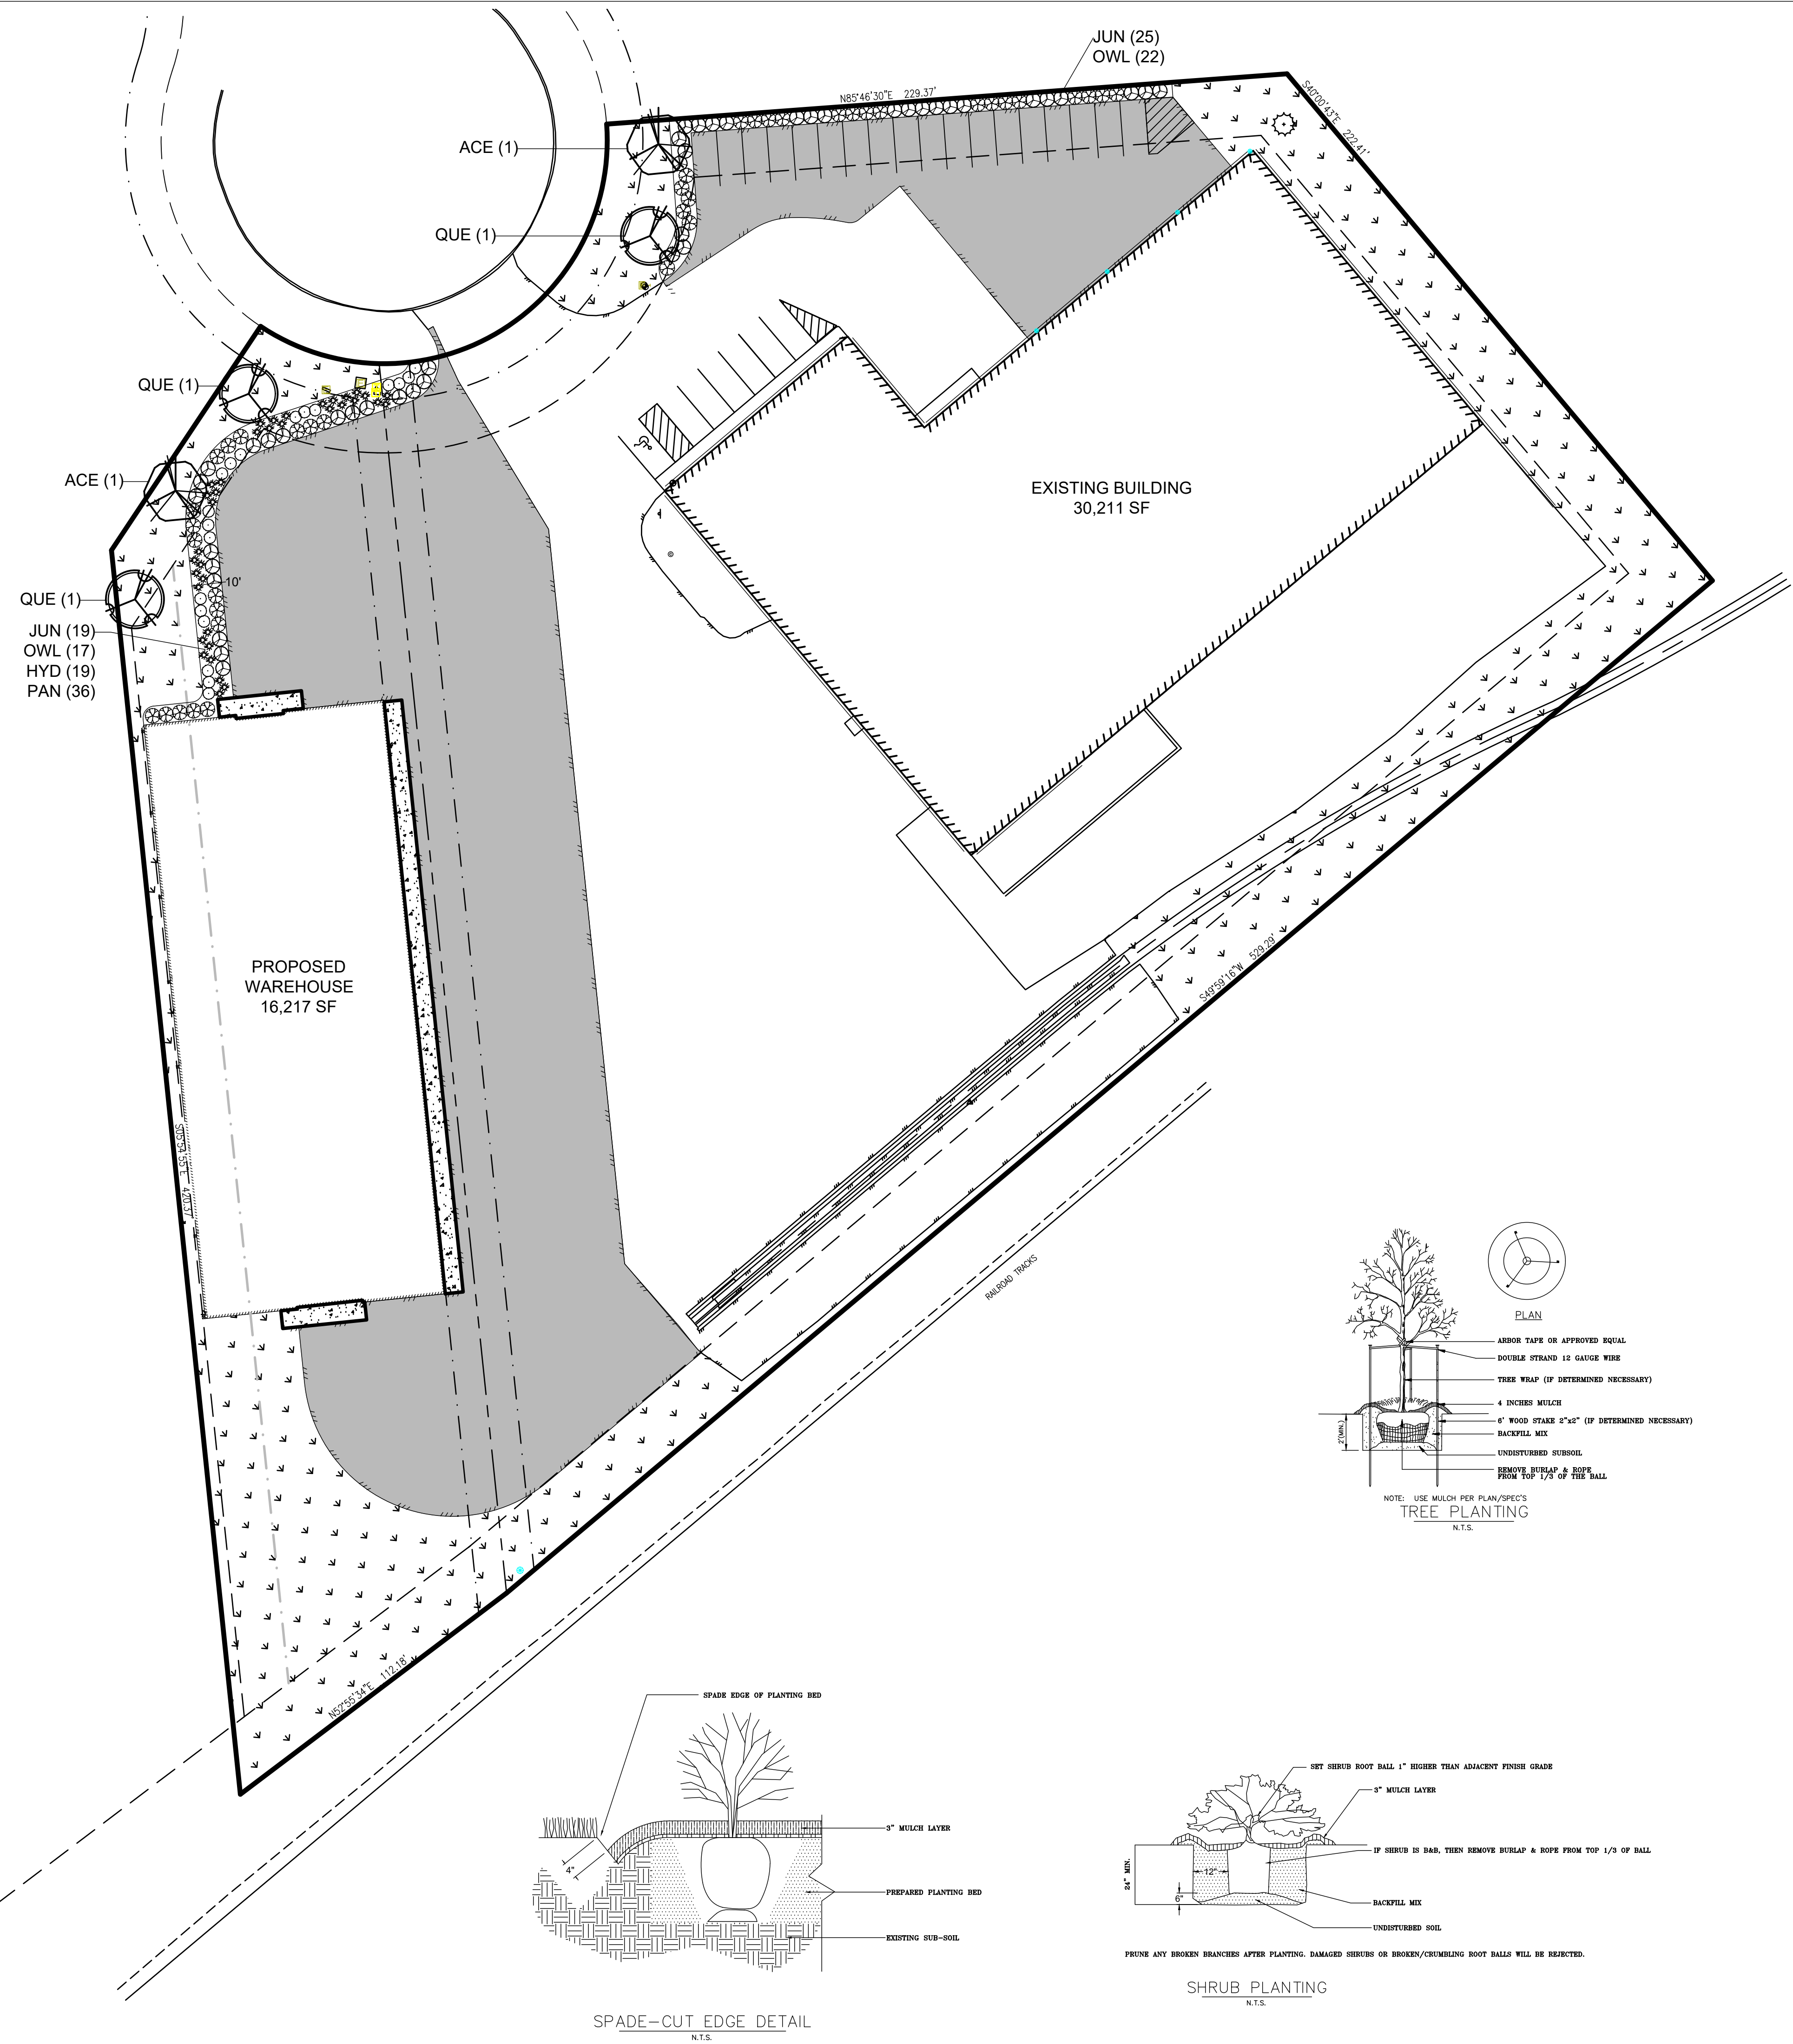 JUN (25)
OWL (22)
N85°46'30"E 229.37'
S40°00'43"E 222.41'
ACE (1)
QUE (1)
QUE (1)
ACE (1)
10'
QUE (1)
JUN (19)
OWL (17)
HYD (19)
PAN (36)
EXISTING BUILDING
30,211 SF
PROPOSED
WAREHOUSE
16,217 SF
S49°59'16"W 529.29'
S05°54'55"E 420.37'
RAILROAD TRACKS
N52°55'34"E 112.18'
PLAN
ARBOR TAPE OR APPROVED EQUAL
DOUBLE STRAND 12 GAUGE WIRE
TREE WRAP (IF DETERMINED NECESSARY)
4 INCHES MULCH
6' WOOD STAKE 2"x2" (IF DETERMINED NECESSARY)
BACKFILL MIX
2'(MIN.)
UNDISTURBED SUBSOIL
REMOVE BURLAP & ROPE
FROM TOP 1/3 OF THE BALL
NOTE: USE MULCH PER PLAN/SPEC'S
TREE PLANTING
N.T.S.
SPADE EDGE OF PLANTING BED
3" MULCH LAYER
4"
PREPARED PLANTING BED
EXISTING SUB-SOIL
SPADE-CUT EDGE DETAIL
N.T.S.
SET SHRUB ROOT BALL 1" HIGHER THAN ADJACENT FINISH GRADE
3" MULCH LAYER
IF SHRUB IS B&B, THEN REMOVE BURLAP & ROPE FROM TOP 1/3 OF BALL
24" MIN.
12"
6"
BACKFILL MIX
UNDISTURBED SOIL
PRUNE ANY BROKEN BRANCHES AFTER PLANTING. DAMAGED SHRUBS OR BROKEN/CRUMBLING ROOT BALLS WILL BE REJECTED.
SHRUB PLANTING
N.T.S.